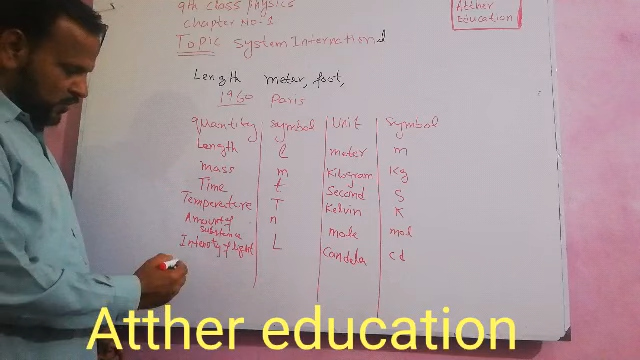 9th class physics
Atther
Education
Chapter No-1
Topic System International
Length meter, foot,
1960 Paris
quantity symbol Unit Symbol
Length l meter m
mass m Kilogram Kg
Time t Second S
Temperature T Kelvin K
Amount of substance n mole mol
Intensity of light L Candela cd
Atther education